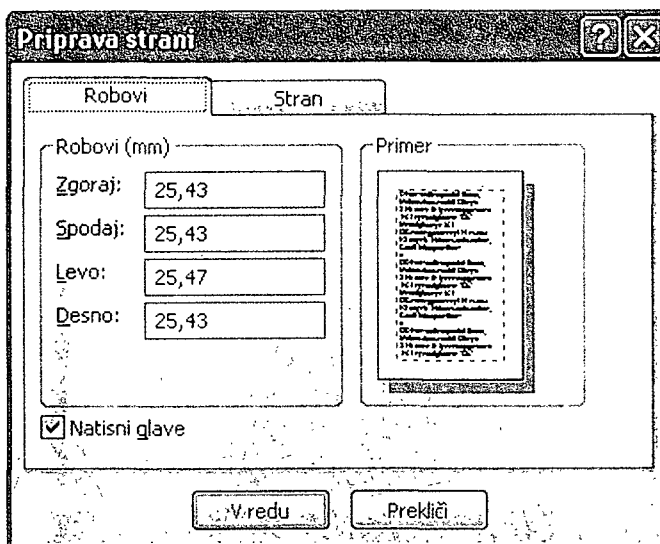 Priprava strani
Robovi
Stran
Robovi (mm)
Zgoraj: 25,43
Spodaj: 25,43
Levo: 25,47
Desno: 25,43
Primer
Natisni glave
V redu
Prekliči